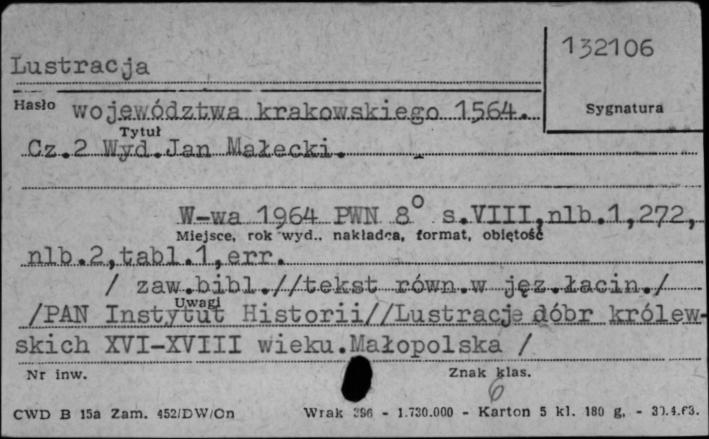 132106
Lustracja
Hasło województwa krakowskiego 1564.
Sygnatura
Tytuł
Cz.2 Wyd.Jan Małecki.
W-wa 1964 PWN 8° s.VIII,nlb.1,272,
Miejsce, rok wyd., nakładca, format, objętość
nlb.2,tabl.1,err.
/ zaw.bibl.//tekst równ.w jęz.łacin./
Uwagi
/PAN Instytut Historii//Lustracje dóbr królew-
skich XVI-XVIII wieku.Małopolska /
Nr inw. Znak klas.
6
CWD B 15a Zam. 452/DW/On Wrak 396 - 1.730.000 - Karton 5 kl. 180 g. - 30.4.63.